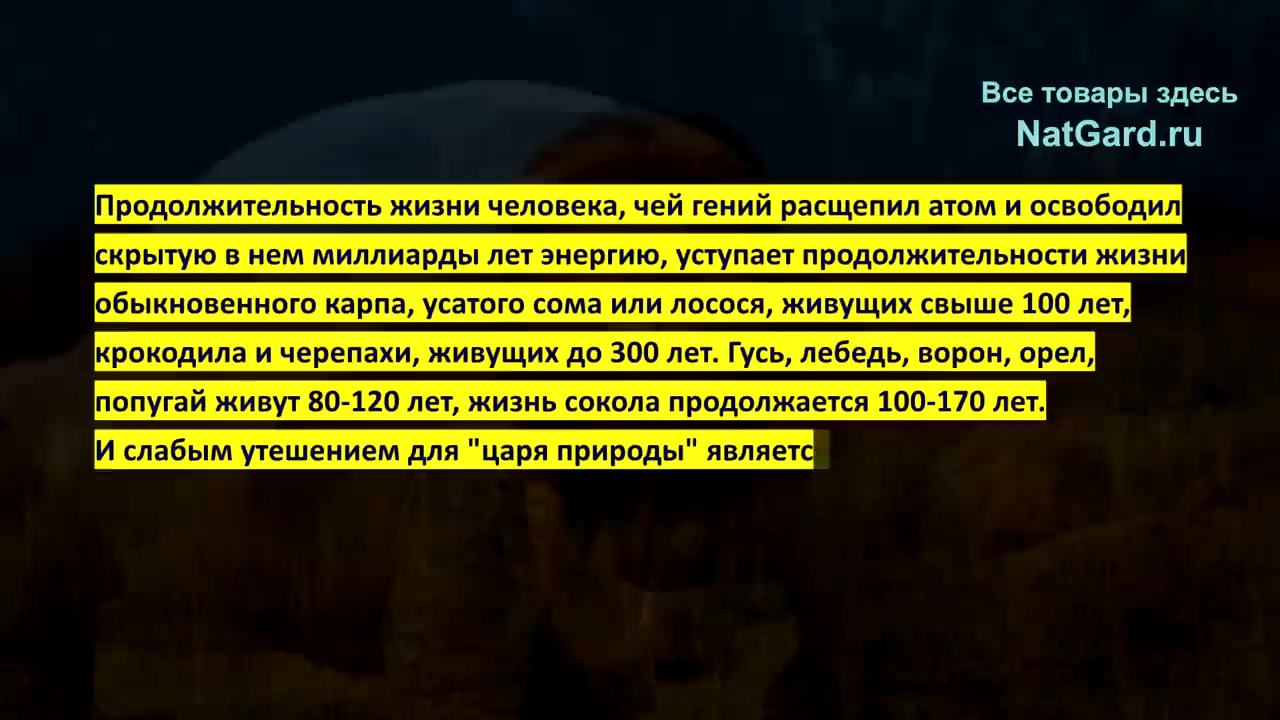 Все товары здесь
NatGard.ru
Продолжительность жизни человека, чей гений расщепил атом и освободил
скрытую в нем миллиарды лет энергию, уступает продолжительности жизни
обыкновенного карпа, усатого сома или лосося, живущих свыше 100 лет,
крокодила и черепахи, живущих до 300 лет. Гусь, лебедь, ворон, орел,
попугай живут 80-120 лет, жизнь сокола продолжается 100-170 лет.
И слабым утешением для "царя природы" являетс